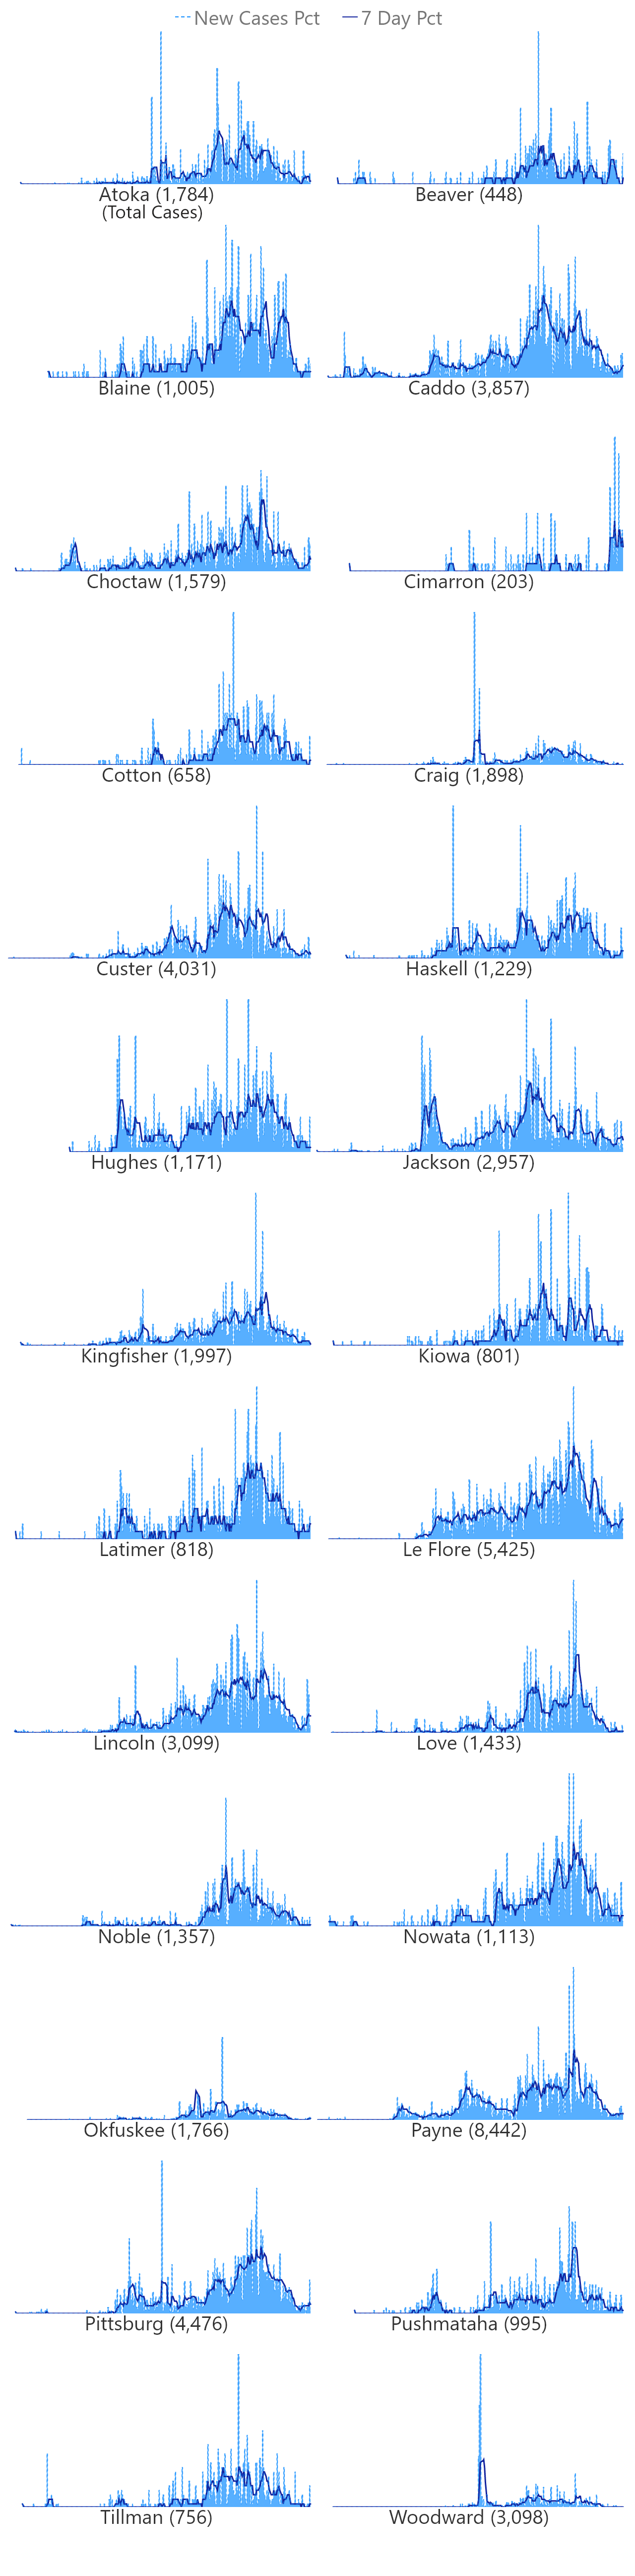 New Cases Pct 7 Day Pct
Atoka (1,784) Beaver (448)
(Total Cases)
Blaine (1,005) Caddo (3,857)
Choctaw (1,579) Cimarron (203)
Cotton (658) Craig (1,898)
Custer (4,031) Haskell (1,229)
Hughes (1,171) Jackson (2,957)
Kingfisher (1,997) Kiowa (801)
Latimer (818) Le Flore (5,425)
Lincoln (3,099) Love (1,433)
Noble (1,357) Nowata (1,113)
Okfuskee (1,766) Payne (8,442)
Pittsburg (4,476) Pushmataha (995)
Tillman (756) Woodward (3,098)